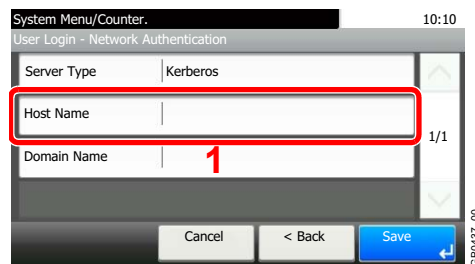 System Menu/Counter. 10:10
User Login - Network Authentication
Server Type Kerberos
Host Name
1/1
Domain Name 1
Cancel < Back Save